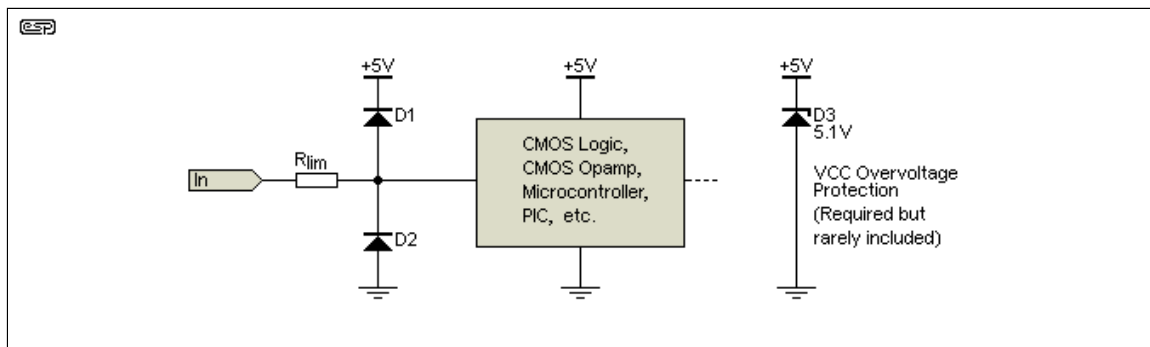 esp
+5V
+5V
+5V
D1
D3
5.1V
Rlim
In
CMOS Logic,
CMOS Opamp,
Microcontroller,
PIC, etc.
VCC Overvoltage
Protection
(Required but
rarely included)
D2